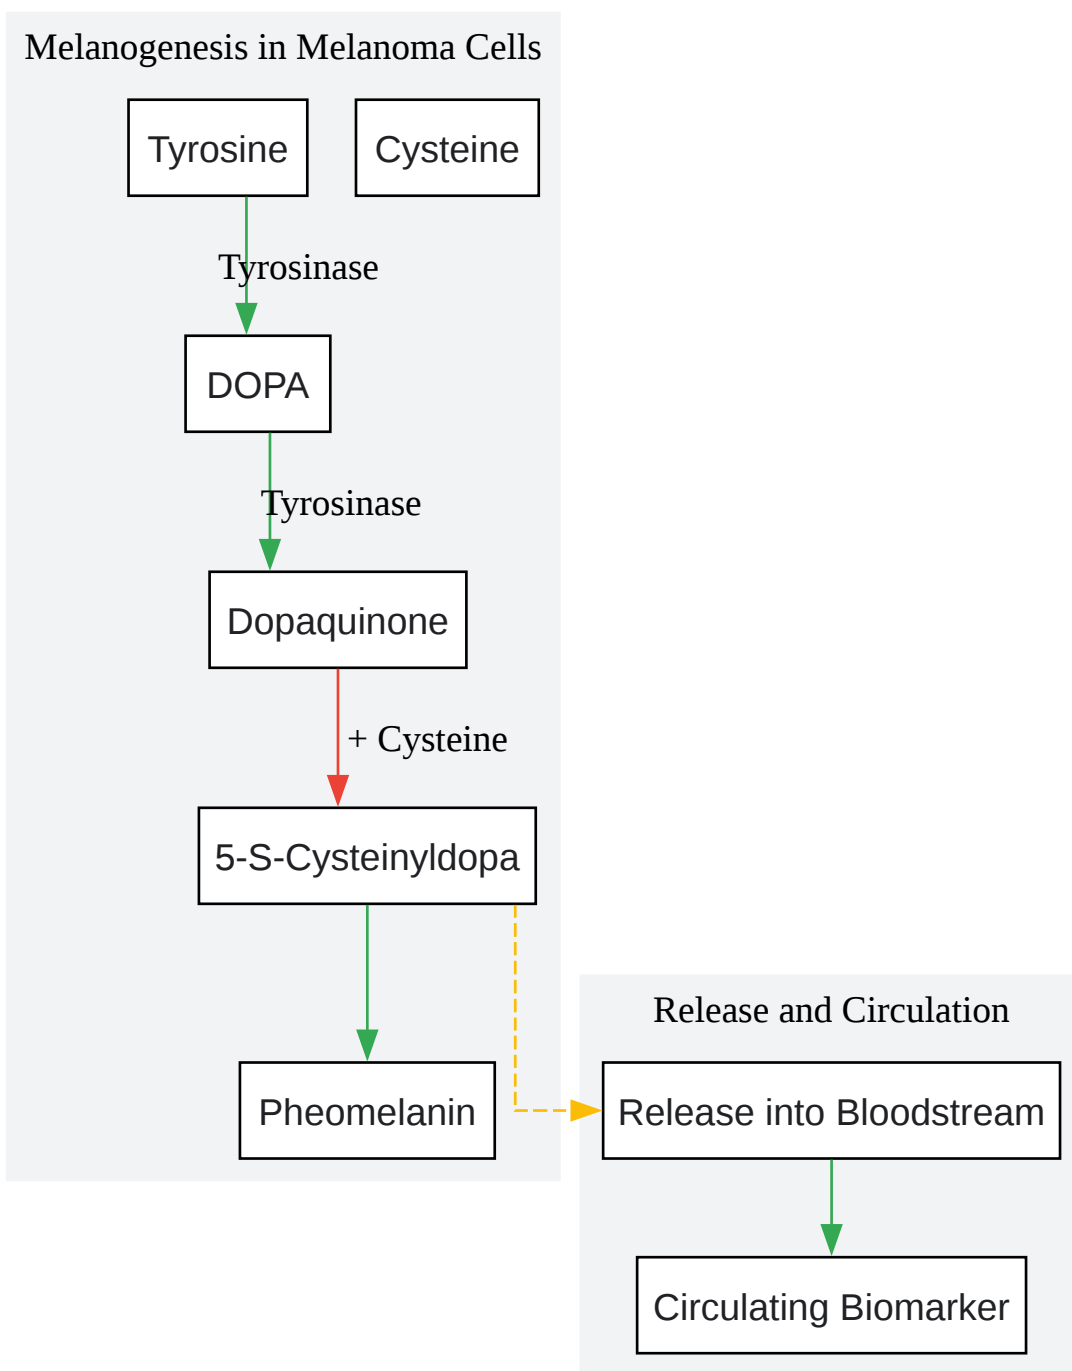 Melanogenesis in Melanoma Cells
Tyrosine
Cysteine
Tyrosinase
DOPA
Tyrosinase
Dopaquinone
+ Cysteine
5-S-Cysteinyldopa
Pheomelanin
Release and Circulation
Release into Bloodstream
Circulating Biomarker